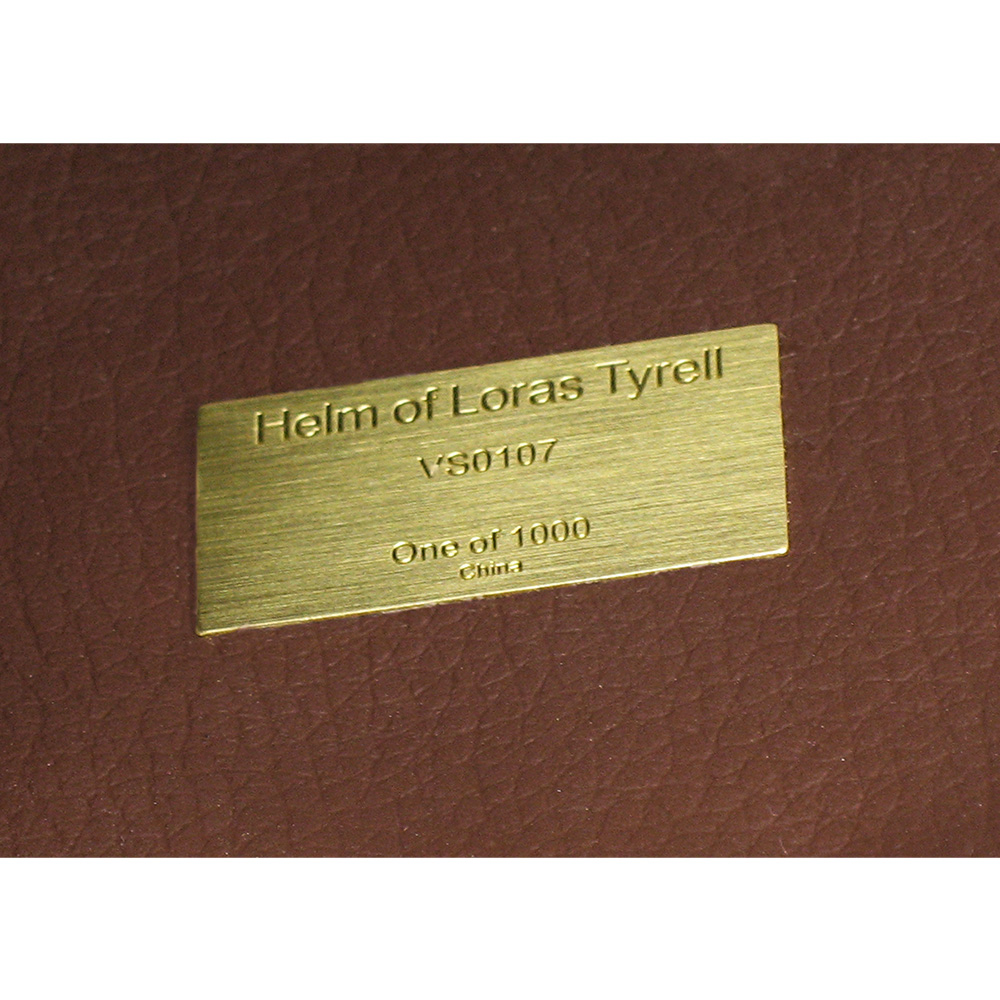 Helm of Loras Tyrell
VS0107
One of 1000
China